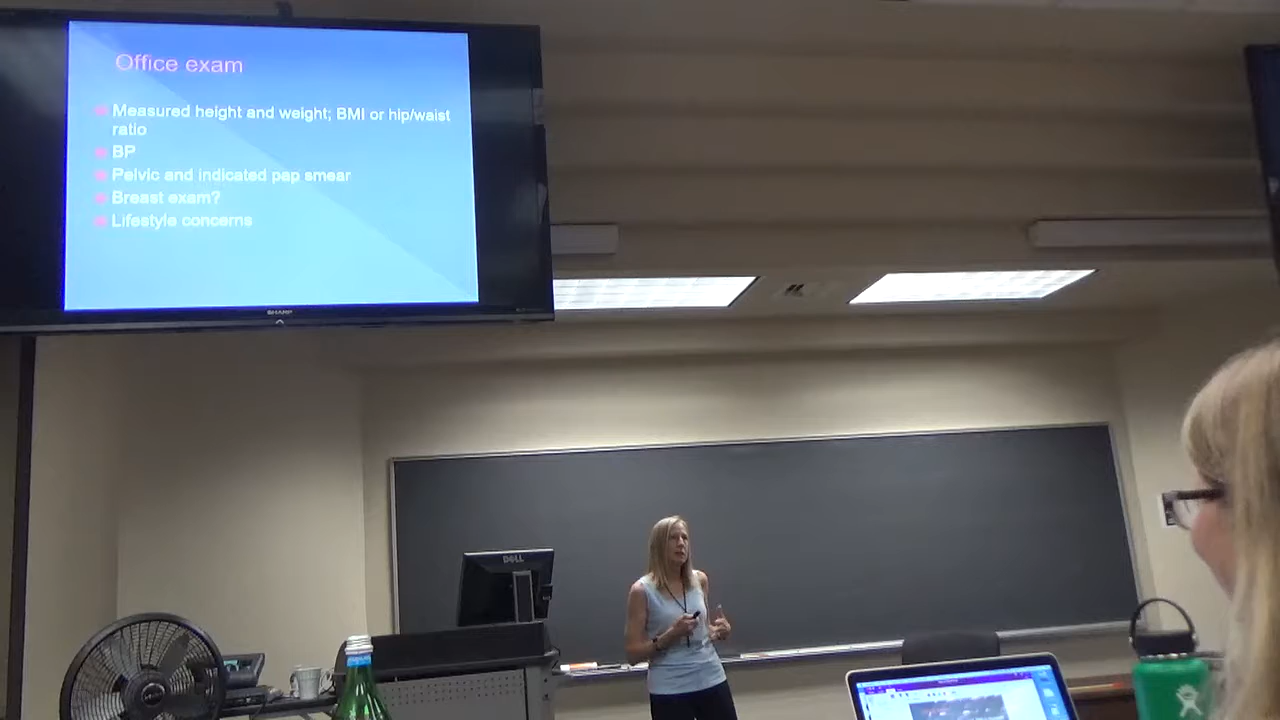 Office exam
Measured height and weight; BMI or hip/waist
ratio
BP
Pelvic and indicated pap smear
Breast exam?
Lifestyle concerns
SHARP
DELL